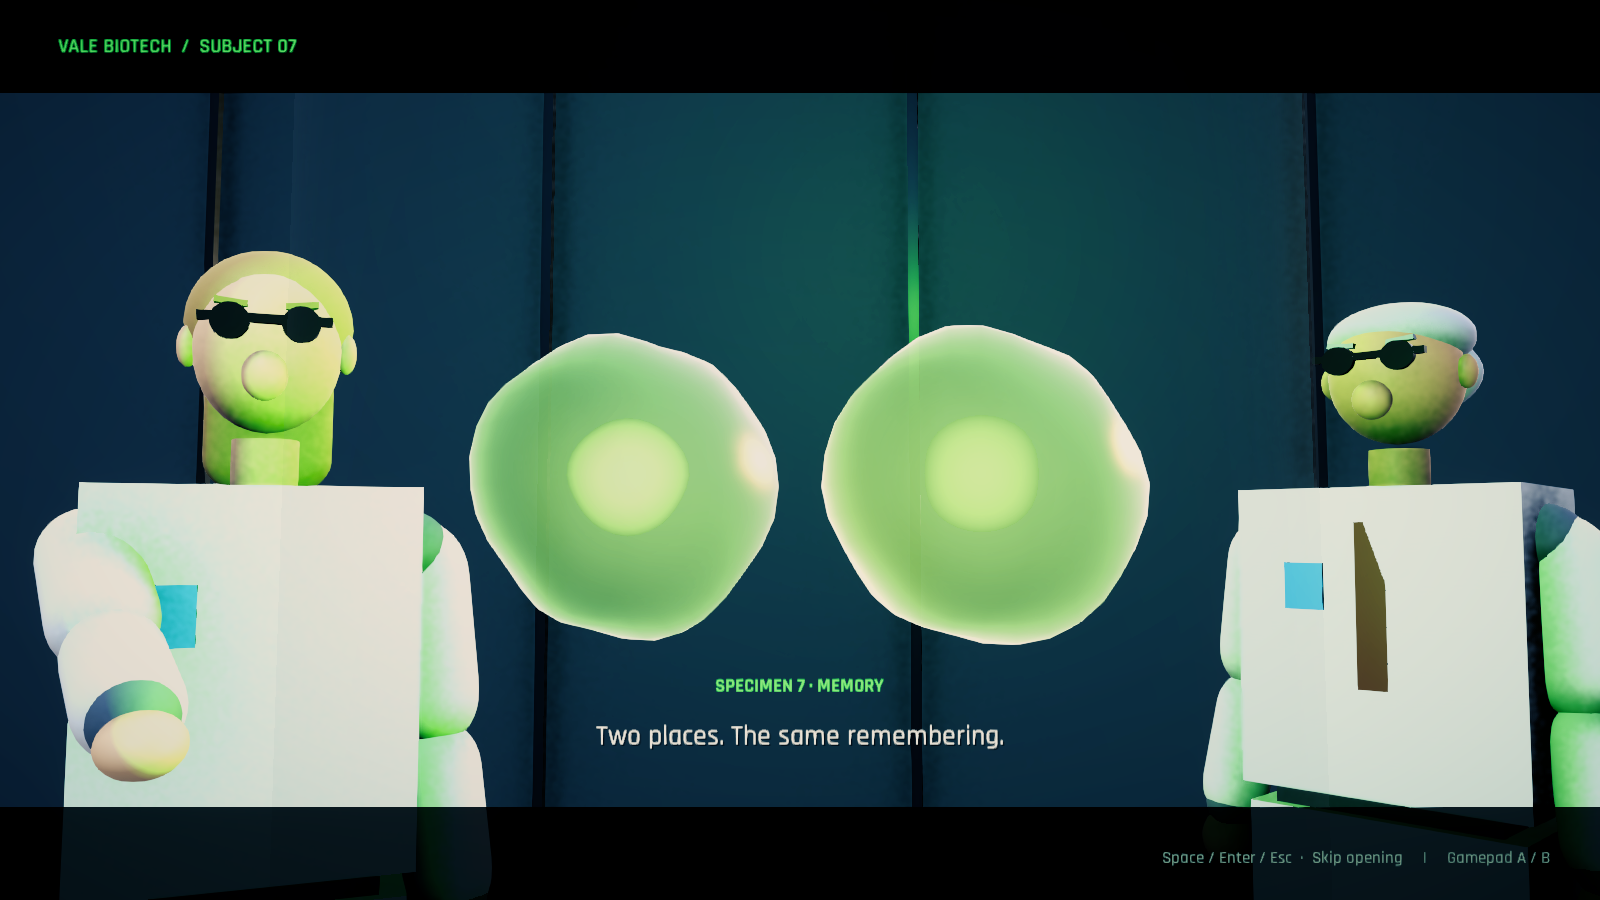 VALE BIOTECH / SUBJECT 07
SPECIMEN 7 · MEMORY
Two places. The same remembering.
Space / Enter / Esc · Skip opening | Gamepad A / B